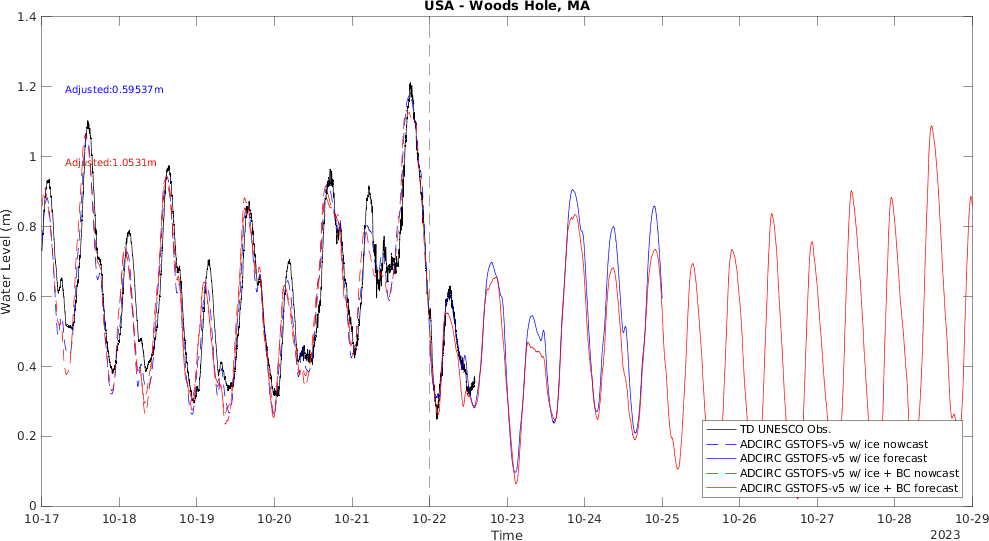 USA - Woods Hole, MA
1.4
1.2
1
0.8
0.6
0.4
0.2
0
Water Level (m)
Adjusted:0.59537m
Adjusted:1.0531m
TD UNESCO Obs.
ADCIRC GSTOFS-v5 w/ ice nowcast
ADCIRC GSTOFS-v5 w/ ice forecast
ADCIRC GSTOFS-v5 w/ ice + BC nowcast
ADCIRC GSTOFS-v5 w/ ice + BC forecast
10-17 10-18 10-19 10-20 10-21 10-22 10-23 10-24 10-25 10-26 10-27 10-28 10-29
Time
2023